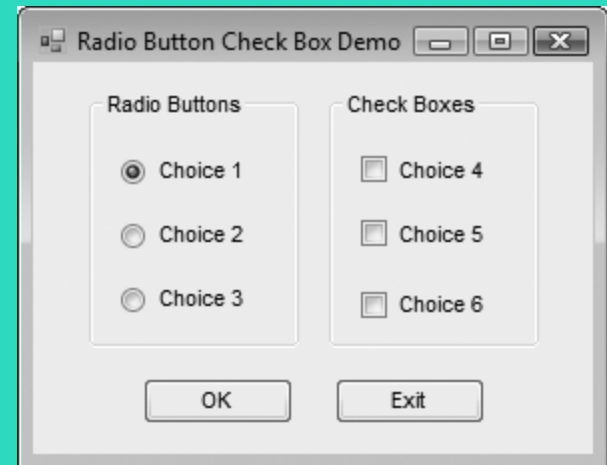 Radio Button Check Box Demo
Radio Buttons
Choice 1
Choice 2
Choice 3
Check Boxes
Choice 4
Choice 5
Choice 6
OK
Exit